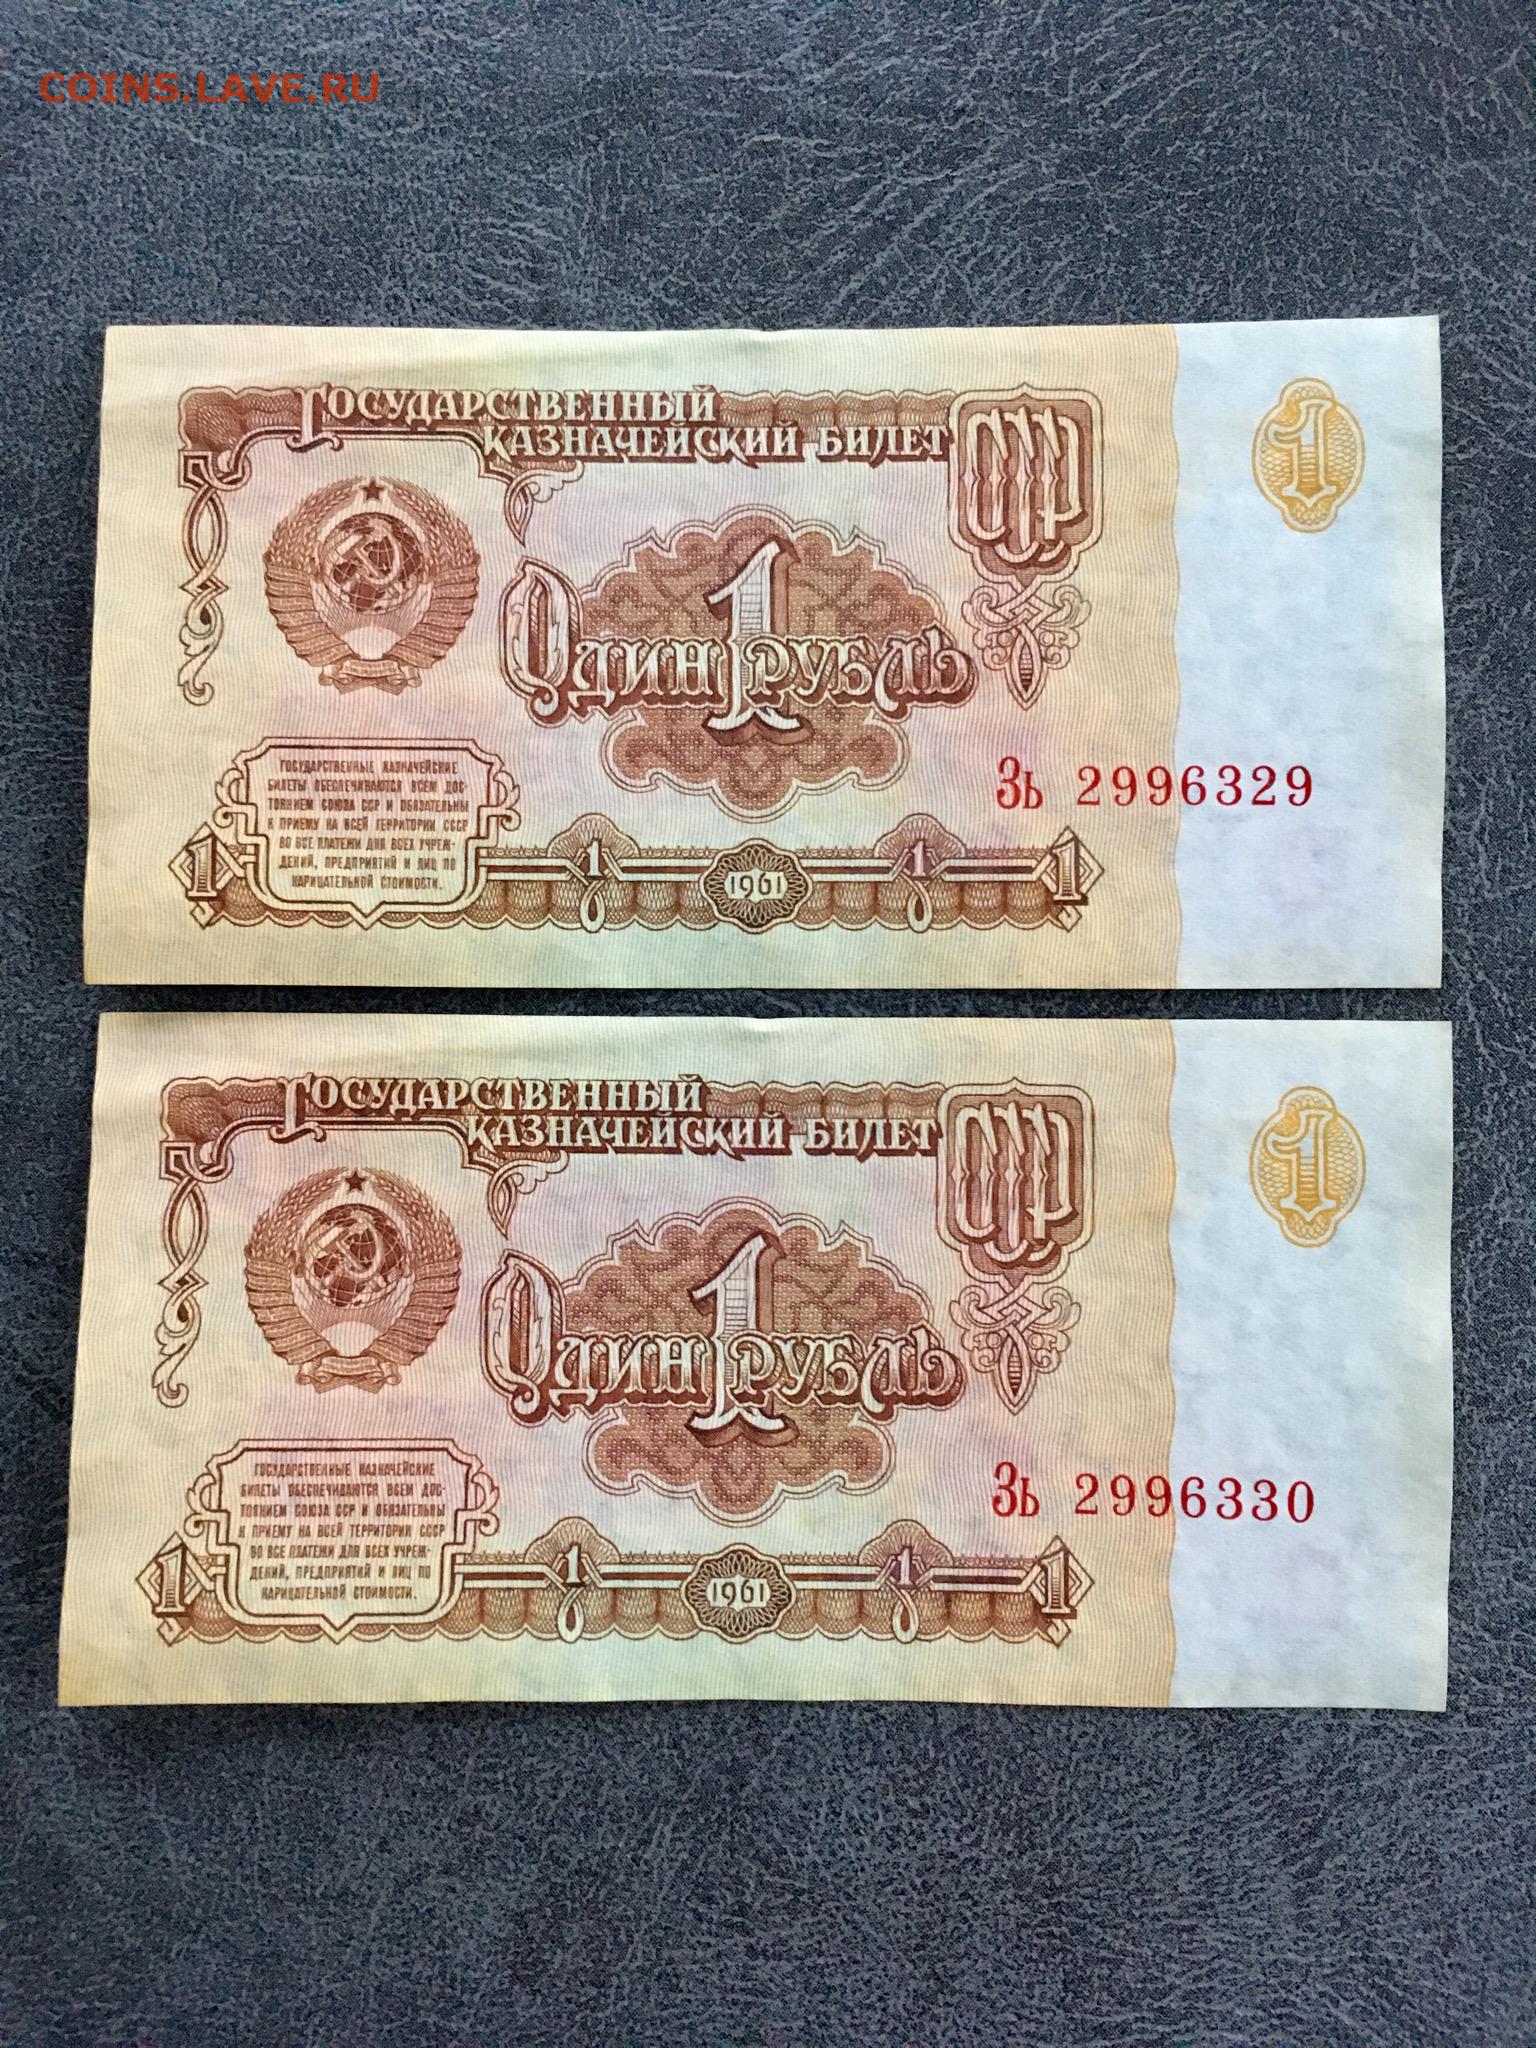 COINS.LAVE.RU
ГОСУДАРСТВЕННЫЙ
КАЗНАЧЕЙСКИЙ БИЛЕТ
СССР
1
ОДИН 1 РУБЛЬ
Зь 2996329
ГОСУДАРСТВЕННЫЕ КАЗНАЧЕЙСКИЕ
БИЛЕТЫ ОБЕСПЕЧИВАЮТСЯ ВСЕМ ДОС-
ТОЯНИЕМ СОЮЗА ССР И ОБЯЗАТЕЛЬНЫ
К ПРИЕМУ НА ВСЕЙ ТЕРРИТОРИИ СССР
ВО ВСЕ ПЛАТЕЖИ ДЛЯ ВСЕХ УЧРЕЖ-
ДЕНИЙ, ПРЕДПРИЯТИЙ И ЛИЦ ПО
НАРИЦАТЕЛЬНОЙ СТОИМОСТИ.
1 1 1961 1 1
ГОСУДАРСТВЕННЫЙ
КАЗНАЧЕЙСКИЙ БИЛЕТ
СССР
1
ОДИН 1 РУБЛЬ
Зь 2996330
ГОСУДАРСТВЕННЫЕ КАЗНАЧЕЙСКИЕ
БИЛЕТЫ ОБЕСПЕЧИВАЮТСЯ ВСЕМ ДОС-
ТОЯНИЕМ СОЮЗА ССР И ОБЯЗАТЕЛЬНЫ
К ПРИЕМУ НА ВСЕЙ ТЕРРИТОРИИ СССР
ВО ВСЕ ПЛАТЕЖИ ДЛЯ ВСЕХ УЧРЕЖ-
ДЕНИЙ, ПРЕДПРИЯТИЙ И ЛИЦ ПО
НАРИЦАТЕЛЬНОЙ СТОИМОСТИ.
1 1 1961 1 1